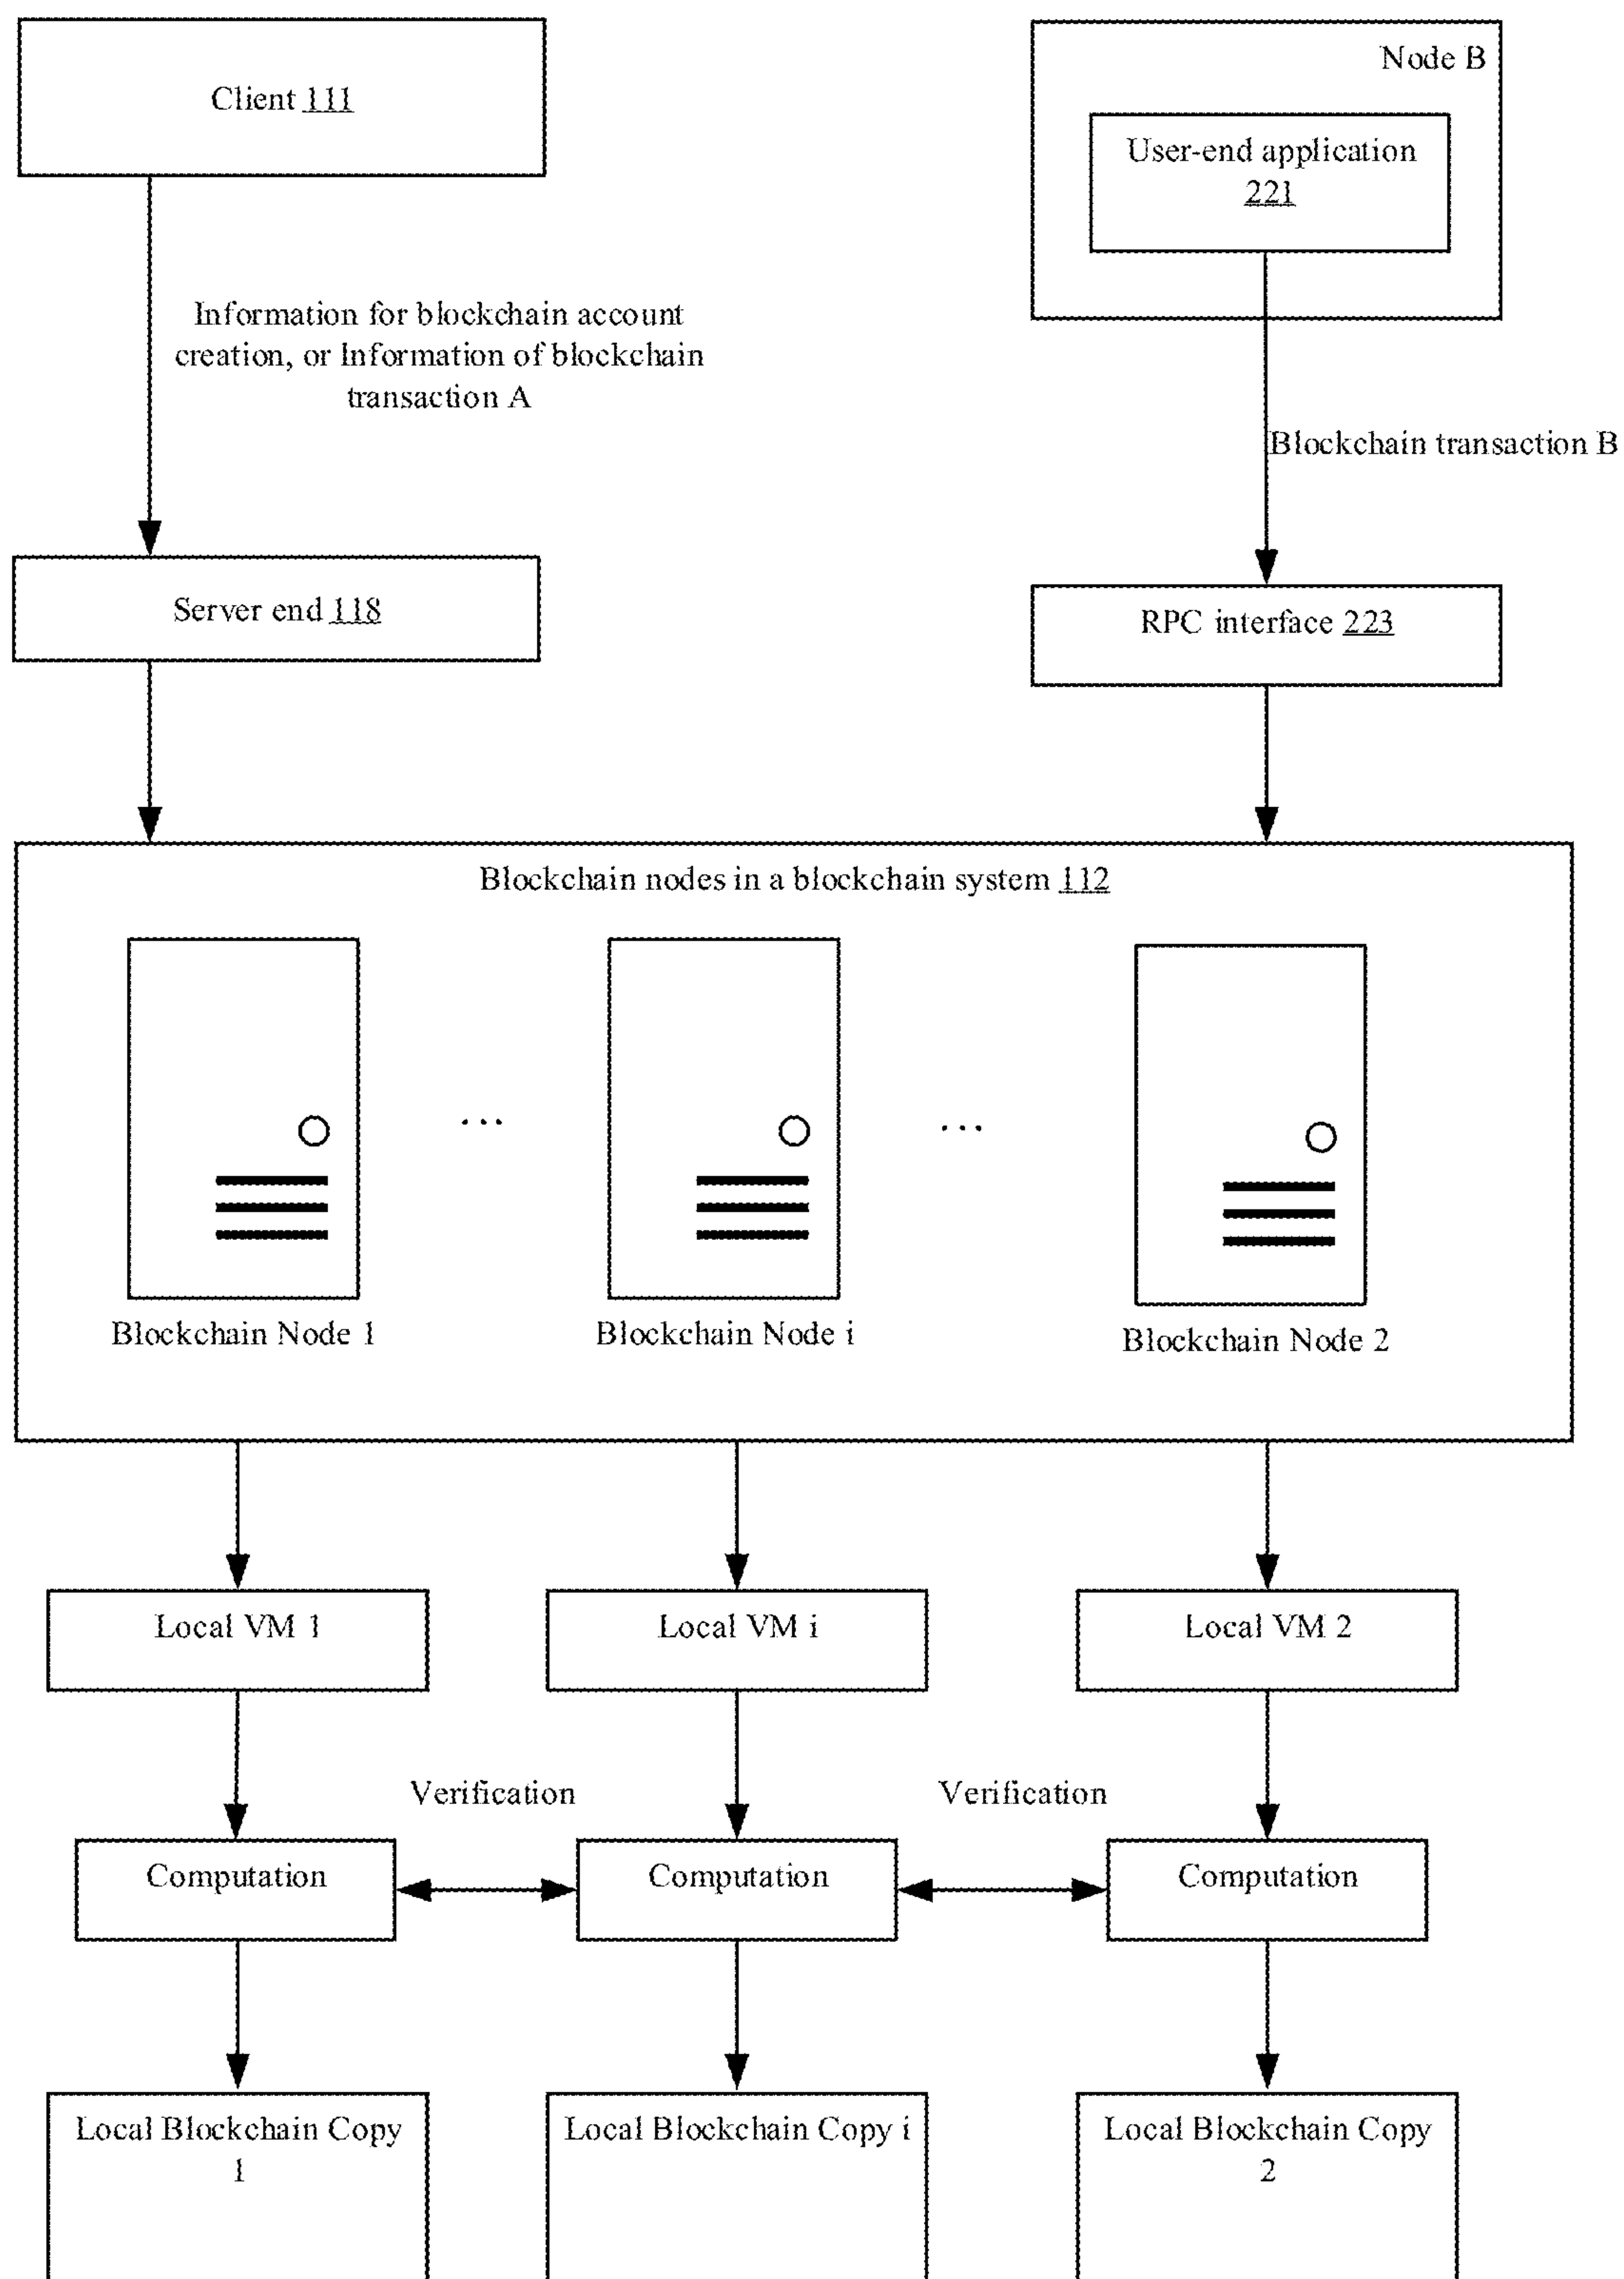 Client 111
Node B
User-end application
221
Information for blockchain account
creation, or Information of blockchain
transaction A
Blockchain transaction B
Server end 118
RPC interface 223
Blockchain nodes in a blockchain system 112
...
...
Blockchain Node 1
Blockchain Node i
Blockchain Node 2
Local VM 1
Local VM i
Local VM 2
Verification
Verification
Computation
Computation
Computation
Local Blockchain Copy
1
Local Blockchain Copy i
Local Blockchain Copy
2